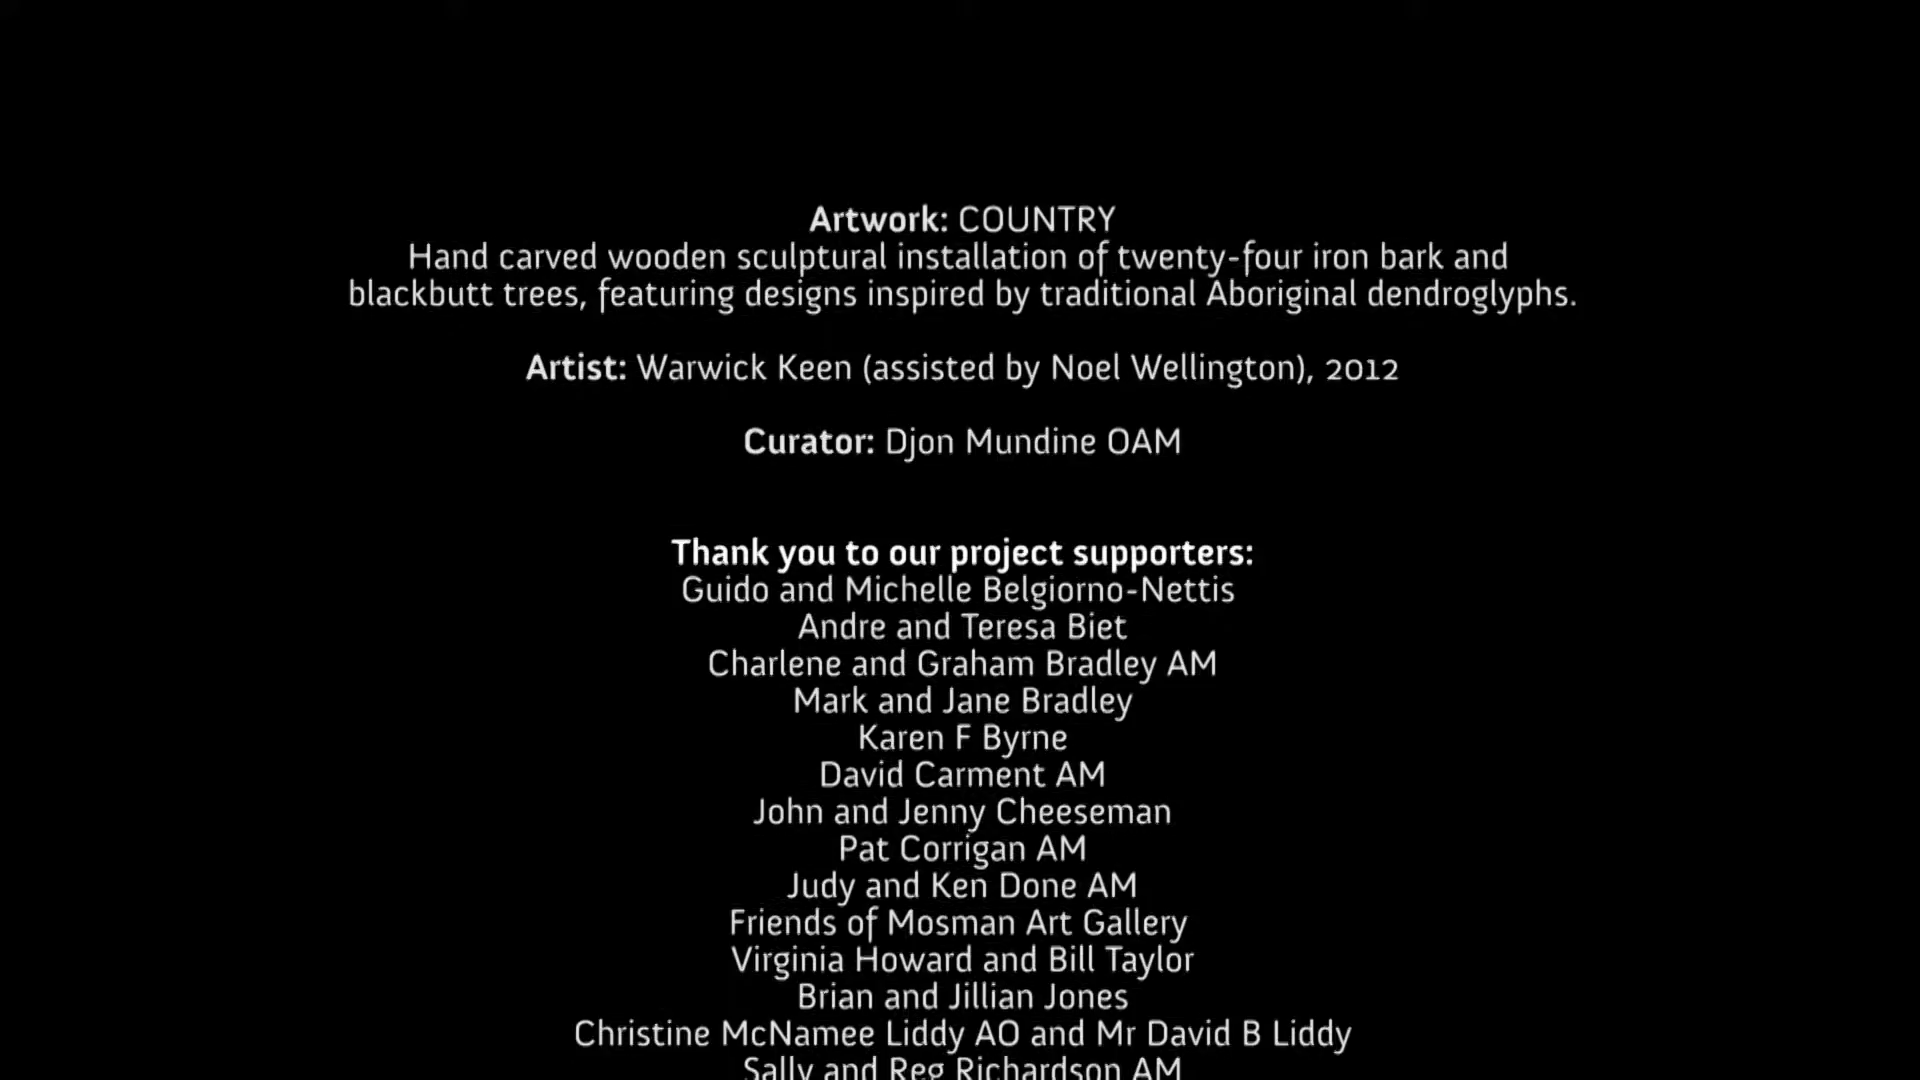 Artwork: COUNTRY
Hand carved wooden sculptural installation of twenty-four iron bark and
blackbutt trees, featuring designs inspired by traditional Aboriginal dendroglyphs.
Artist: Warwick Keen (assisted by Noel Wellington), 2012
Curator: Djon Mundine OAM
Thank you to our project supporters:
Guido and Michelle Belgiorno-Nettis
Andre and Teresa Biet
Charlene and Graham Bradley AM
Mark and Jane Bradley
Karen F Byrne
David Carment AM
John and Jenny Cheeseman
Pat Corrigan AM
Judy and Ken Done AM
Friends of Mosman Art Gallery
Virginia Howard and Bill Taylor
Brian and Jillian Jones
Christine McNamee Liddy AO and Mr David B Liddy
Sally and Reg Richardson AM